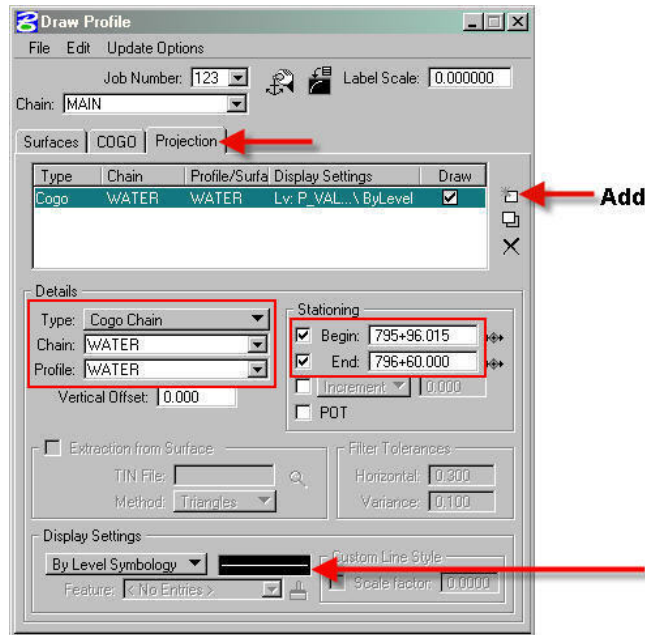 Draw Profile
File Edit Update Options
Job Number: 123 Label Scale: 0.000000
Chain: MAIN
Surfaces COGO Projection
Type Chain Profile/Surfa Display Settings Draw
Cogo WATER WATER Lv: P_VAL...\ ByLevel
Add
Details
Type: Cogo Chain
Chain: WATER
Profile: WATER
Vertical Offset: 0.000
Stationing
Begin: 795+96.015
End: 796+60.000
Increment 0.000
POT
Extraction from Surface
TIN File:
Method: Triangles
Filter Tolerances
Horizontal: 0.300
Variance: 0.100
Display Settings
By Level Symbology
Feature: < No Entries >
Custom Line Style
Scale factor: 0.0000